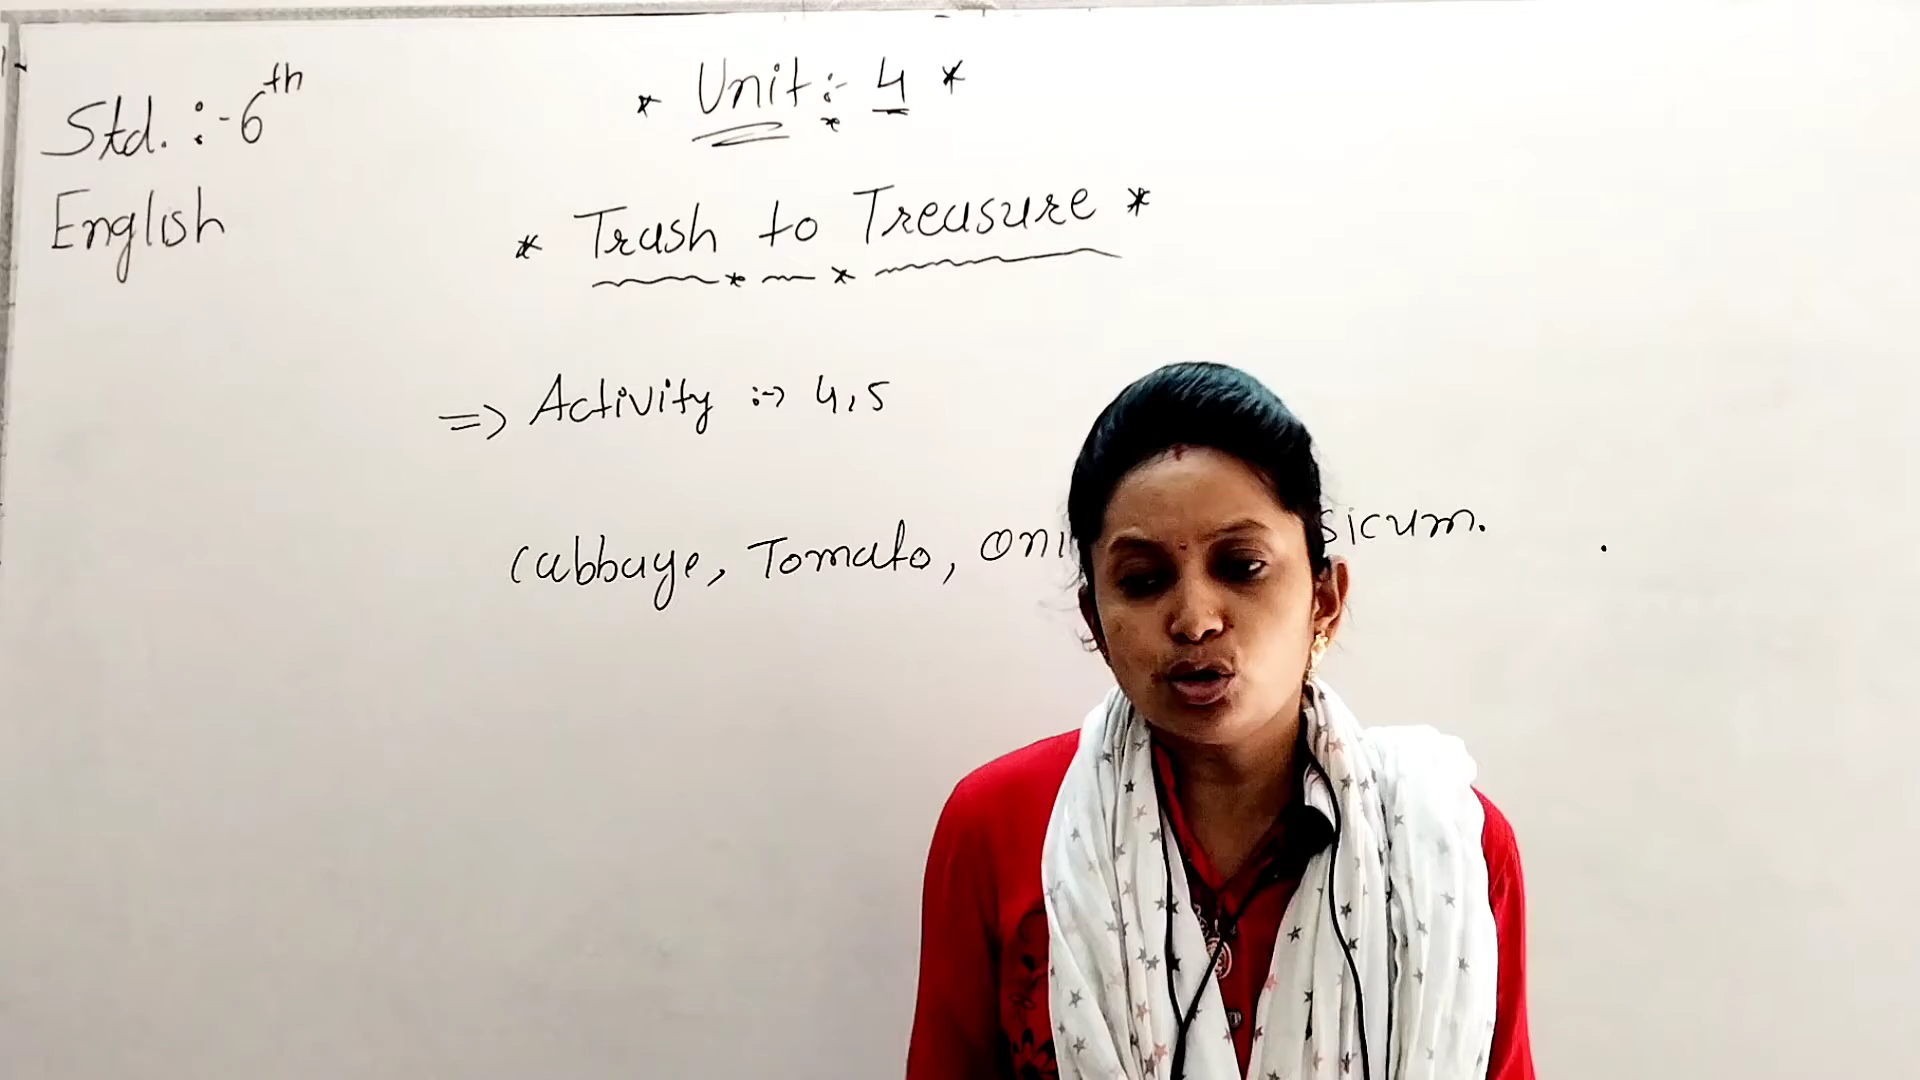 Std. :- 6th
English
* Unit :- 4 *
* Trash to Treasure *
=> Activity :-> 4,5
Cabbage, Tomato,